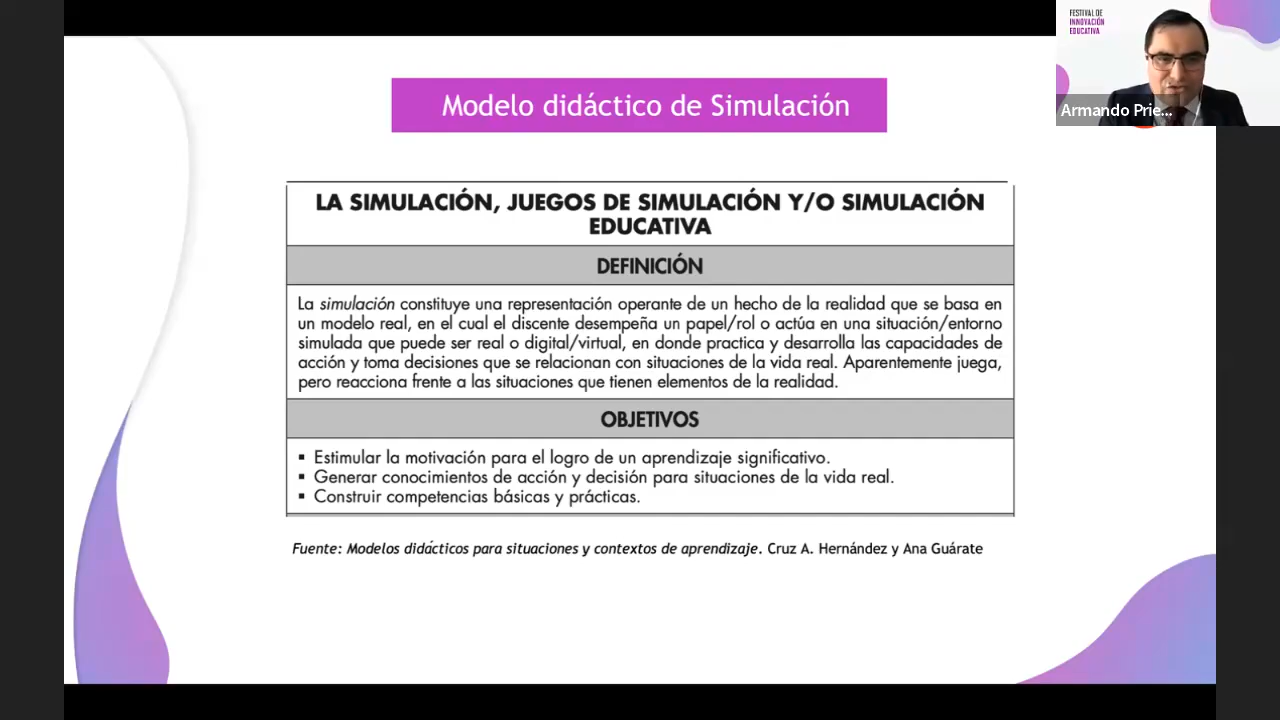 FESTIVAL DE
INNOVACIÓN
EDUCATIVA
Armando Prie...
Modelo didáctico de Simulación
LA SIMULACIÓN, JUEGOS DE SIMULACIÓN Y/O SIMULACIÓN
EDUCATIVA
DEFINICIÓN
La simulación constituye una representación operante de un hecho de la realidad que se basa en
un modelo real, en el cual el discente desempeña un papel/rol o actúa en una situación/entorno
simulada que puede ser real o digital/virtual, en donde practica y desarrolla las capacidades de
acción y toma decisiones que se relacionan con situaciones de la vida real. Aparentemente juega,
pero reacciona frente a las situaciones que tienen elementos de la realidad.
OBJETIVOS
▪ Estimular la motivación para el logro de un aprendizaje significativo.
▪ Generar conocimientos de acción y decisión para situaciones de la vida real.
▪ Construir competencias básicas y prácticas.
Fuente: Modelos didácticos para situaciones y contextos de aprendizaje. Cruz A. Hernández y Ana Guárate